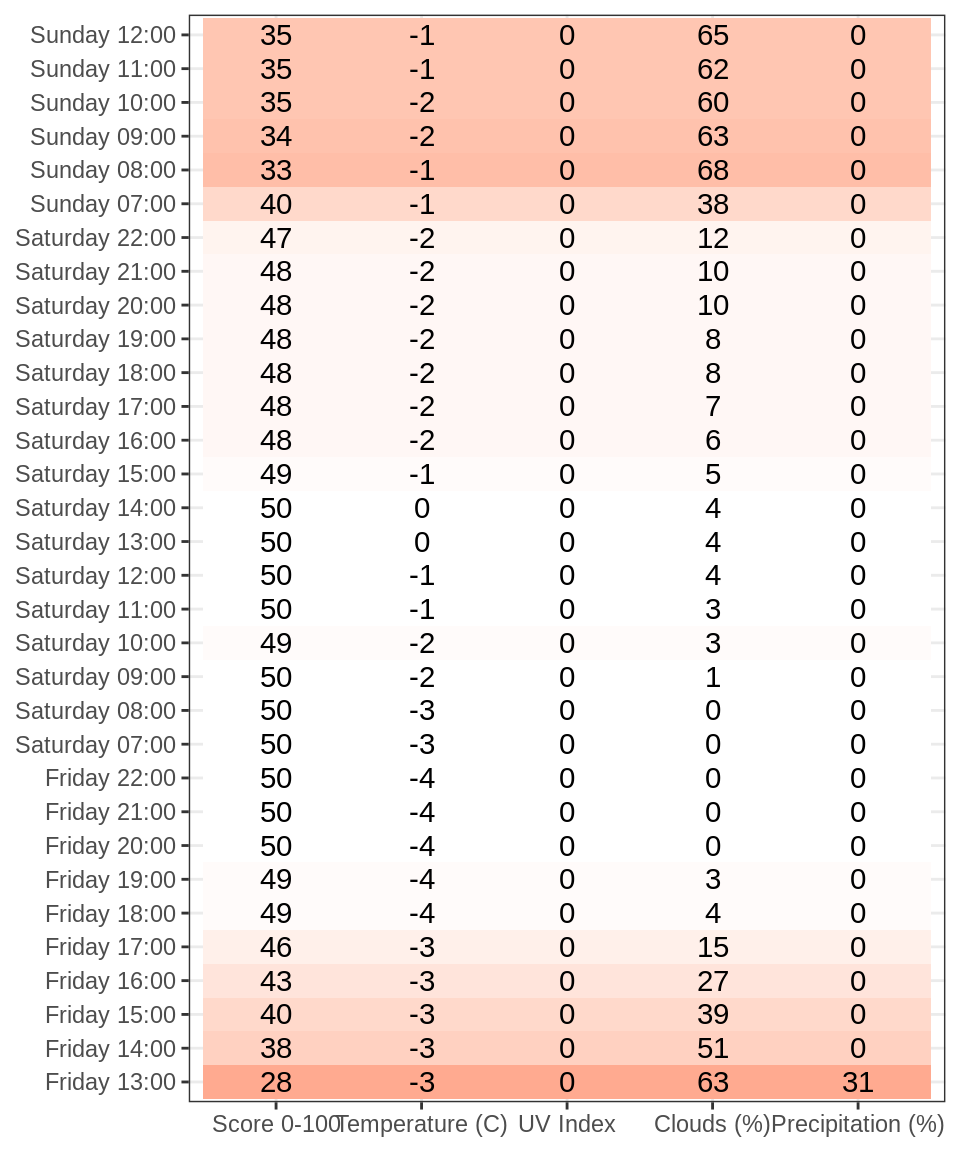 Sunday 12:00 35 -1 0 65 0
Sunday 11:00 35 -1 0 62 0
Sunday 10:00 35 -2 0 60 0
Sunday 09:00 34 -2 0 63 0
Sunday 08:00 33 -1 0 68 0
Sunday 07:00 40 -1 0 38 0
Saturday 22:00 47 -2 0 12 0
Saturday 21:00 48 -2 0 10 0
Saturday 20:00 48 -2 0 10 0
Saturday 19:00 48 -2 0 8 0
Saturday 18:00 48 -2 0 8 0
Saturday 17:00 48 -2 0 7 0
Saturday 16:00 48 -2 0 6 0
Saturday 15:00 49 -1 0 5 0
Saturday 14:00 50 0 0 4 0
Saturday 13:00 50 0 0 4 0
Saturday 12:00 50 -1 0 4 0
Saturday 11:00 50 -1 0 3 0
Saturday 10:00 49 -2 0 3 0
Saturday 09:00 50 -2 0 1 0
Saturday 08:00 50 -3 0 0 0
Saturday 07:00 50 -3 0 0 0
Friday 22:00 50 -4 0 0 0
Friday 21:00 50 -4 0 0 0
Friday 20:00 50 -4 0 0 0
Friday 19:00 49 -4 0 3 0
Friday 18:00 49 -4 0 4 0
Friday 17:00 46 -3 0 15 0
Friday 16:00 43 -3 0 27 0
Friday 15:00 40 -3 0 39 0
Friday 14:00 38 -3 0 51 0
Friday 13:00 28 -3 0 63 31
Score 0-100 Temperature (C) UV Index Clouds (%) Precipitation (%)